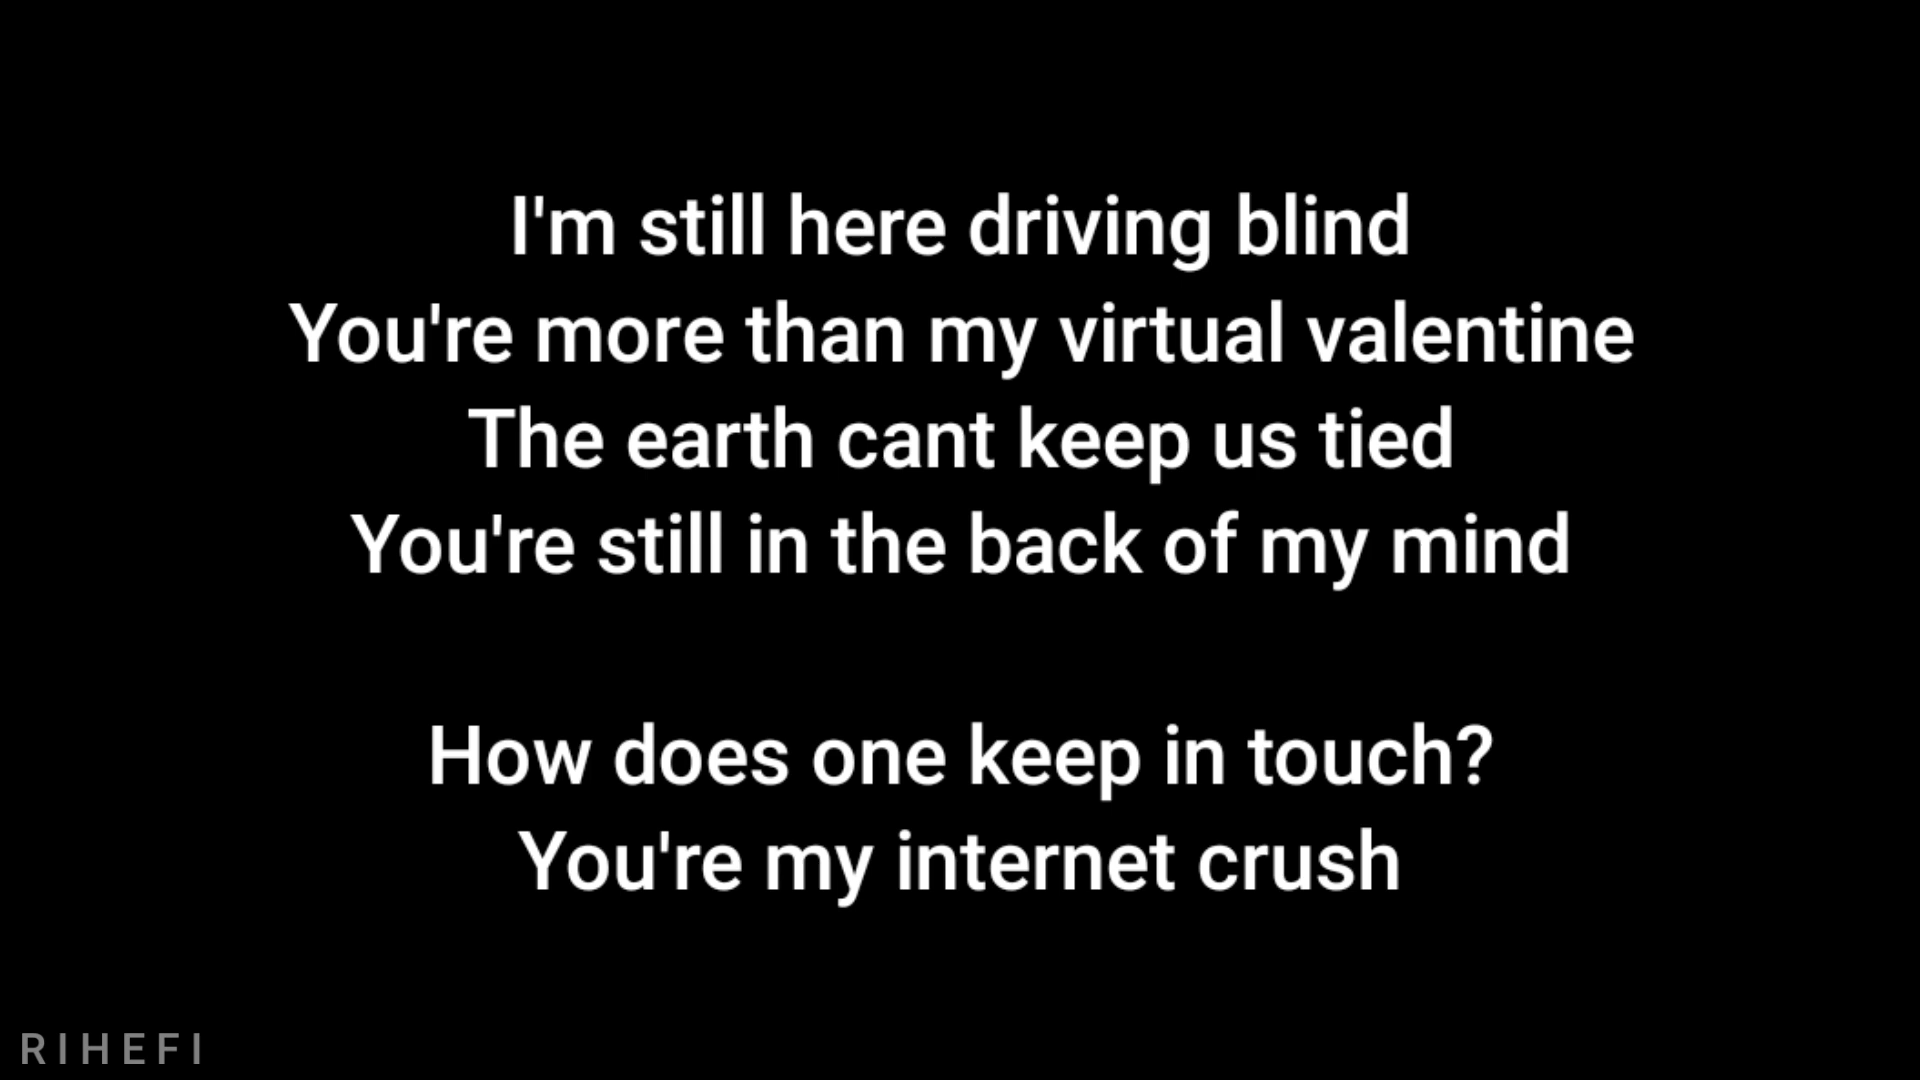 I'm still here driving blind
You're more than my virtual valentine
The earth cant keep us tied
You're still in the back of my mind
How does one keep in touch?
You're my internet crush
RIHEFI